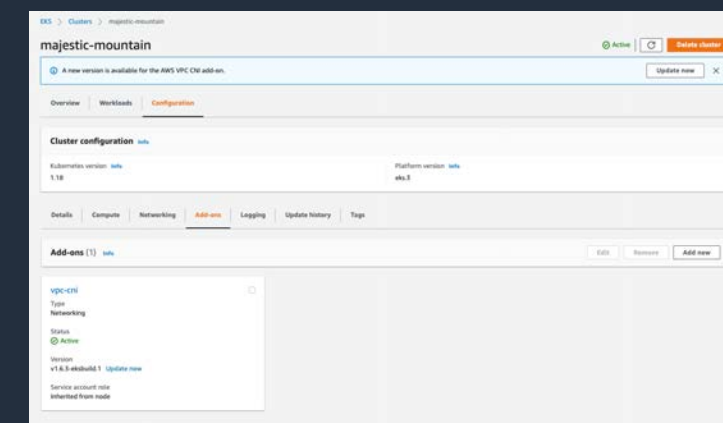 EKS > Clusters > majestic-mountain
majestic-mountain
Active
Delete cluster
A new version is available for the AWS VPC CNI add-on.
Update now
Overview Workloads Configuration
Cluster configuration Info
Kubernetes version Info
Platform version Info
1.18
eks.3
Details Compute Networking Add-ons Logging Update history Tags
Add-ons (1) Info
Edit Remove Add new
vpc-cni
Type
Networking
Status
Active
Version
v1.6.3-eksbuild.1 Update now
Service account role
Inherited from node